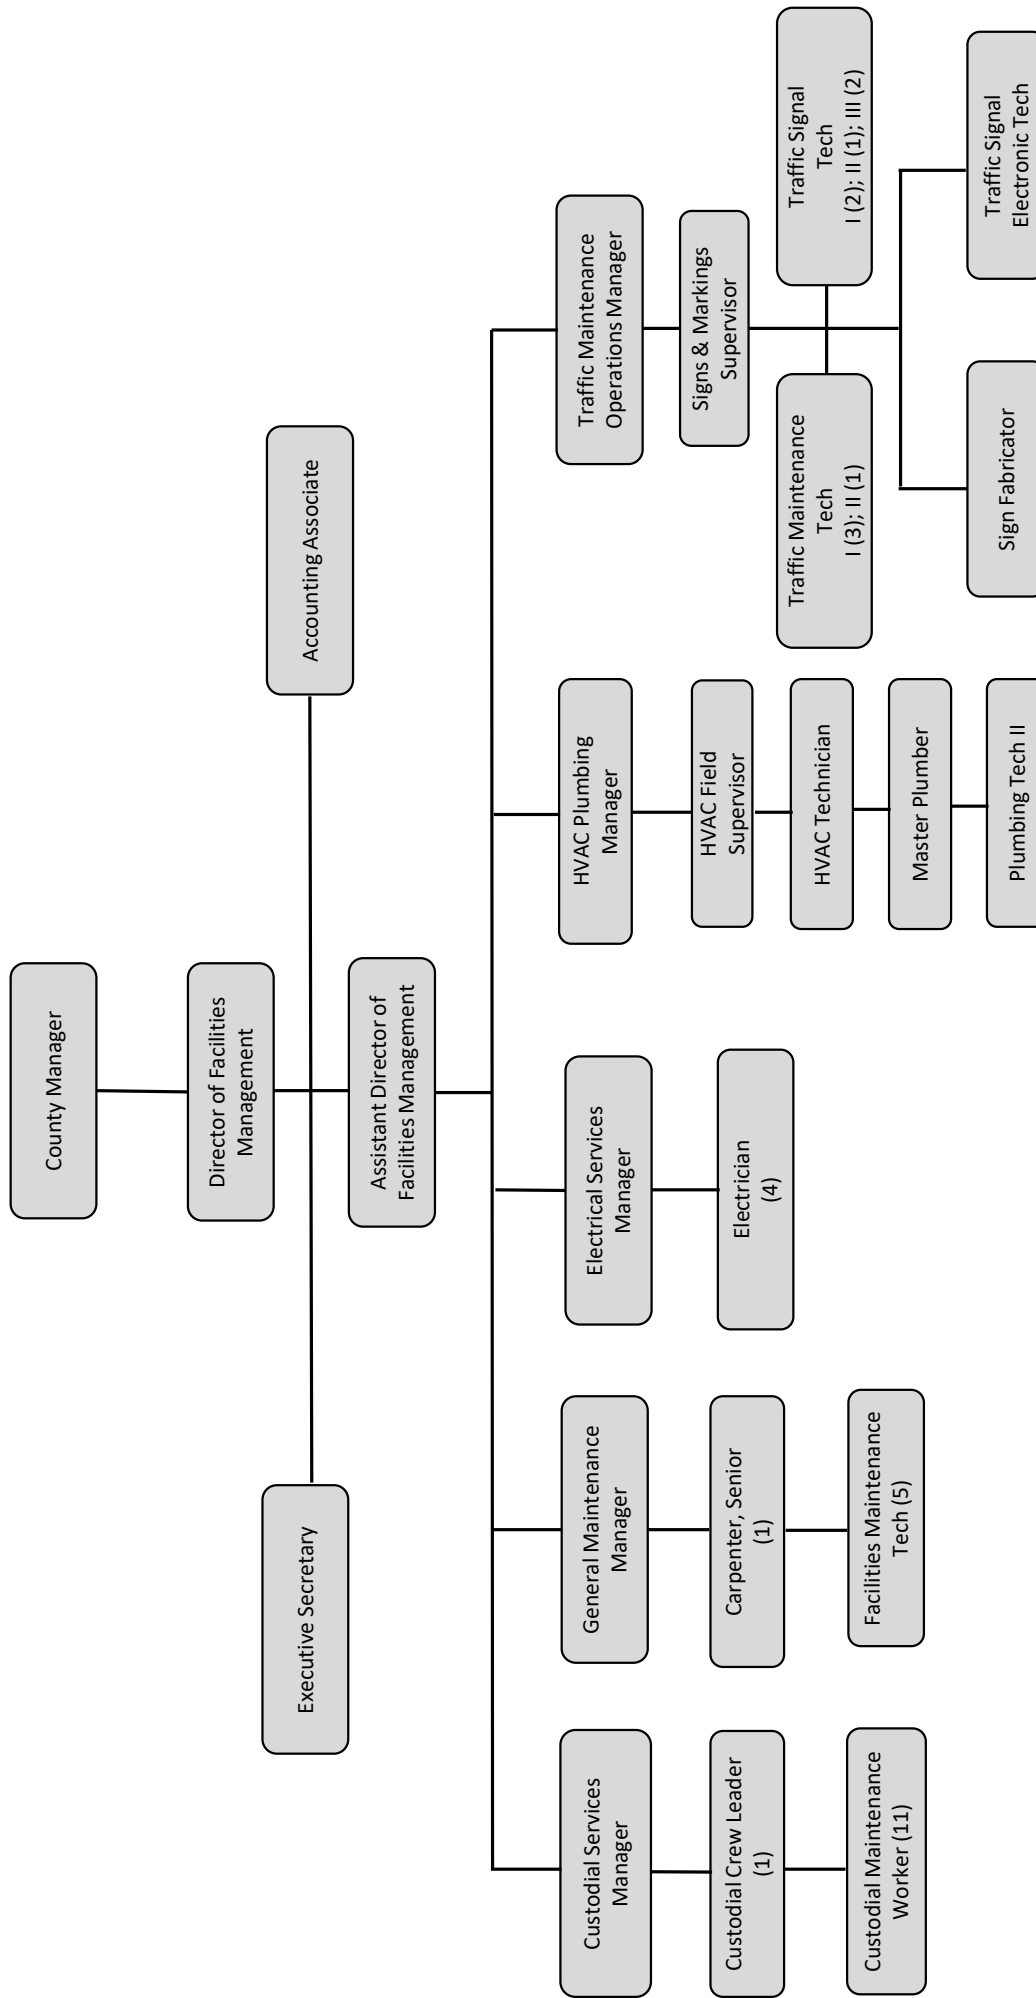 County Manager
Director of Facilities
Management
Executive Secretary
Accounting Associate
Assistant Director of
Facilities Management
Custodial Services
Manager
Custodial Crew Leader
(1)
Custodial Maintenance
Worker (11)
General Maintenance
Manager
Carpenter, Senior
(1)
Facilities Maintenance
Tech (5)
Electrical Services
Manager
Electrician
(4)
HVAC Plumbing
Manager
HVAC Field
Supervisor
HVAC Technician
Master Plumber
Plumbing Tech II
Traffic Maintenance
Operations Manager
Signs & Markings
Supervisor
Traffic Maintenance
Tech
I (3); II (1)
Traffic Signal
Tech
I (2); II (1); III (2)
Sign Fabricator
Traffic Signal
Electronic Tech